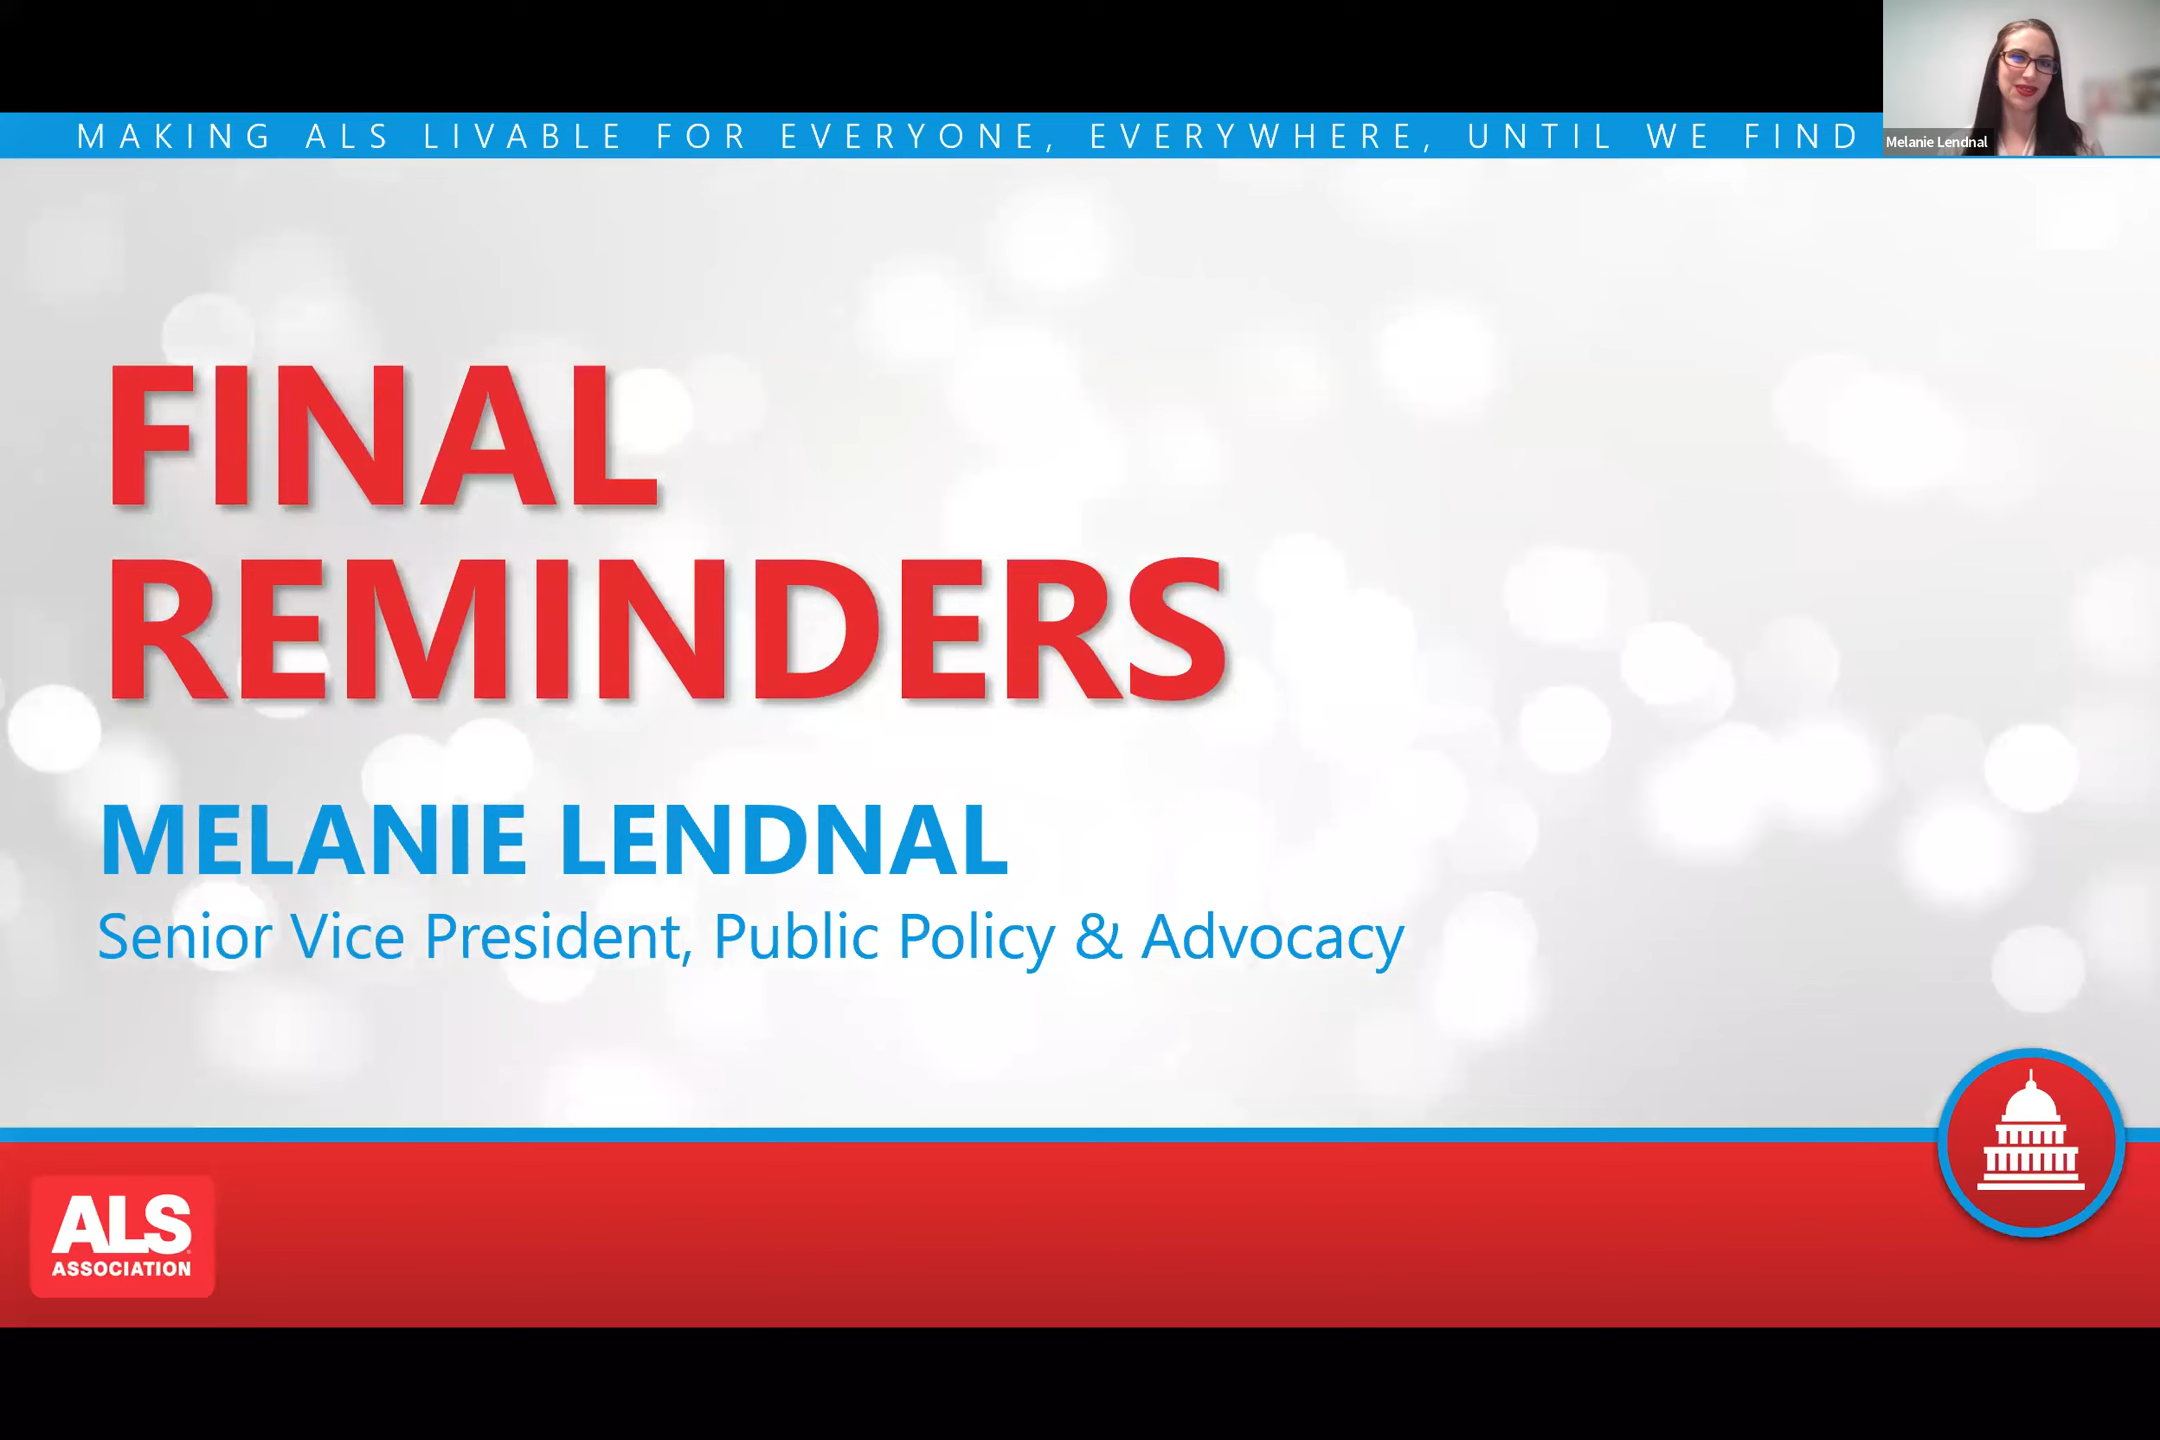 MAKING ALS LIVABLE FOR EVERYONE, EVERYWHERE, UNTIL WE FIND
Melanie Lendnal
FINAL
REMINDERS
MELANIE LENDNAL
Senior Vice President, Public Policy & Advocacy
ALS
ASSOCIATION